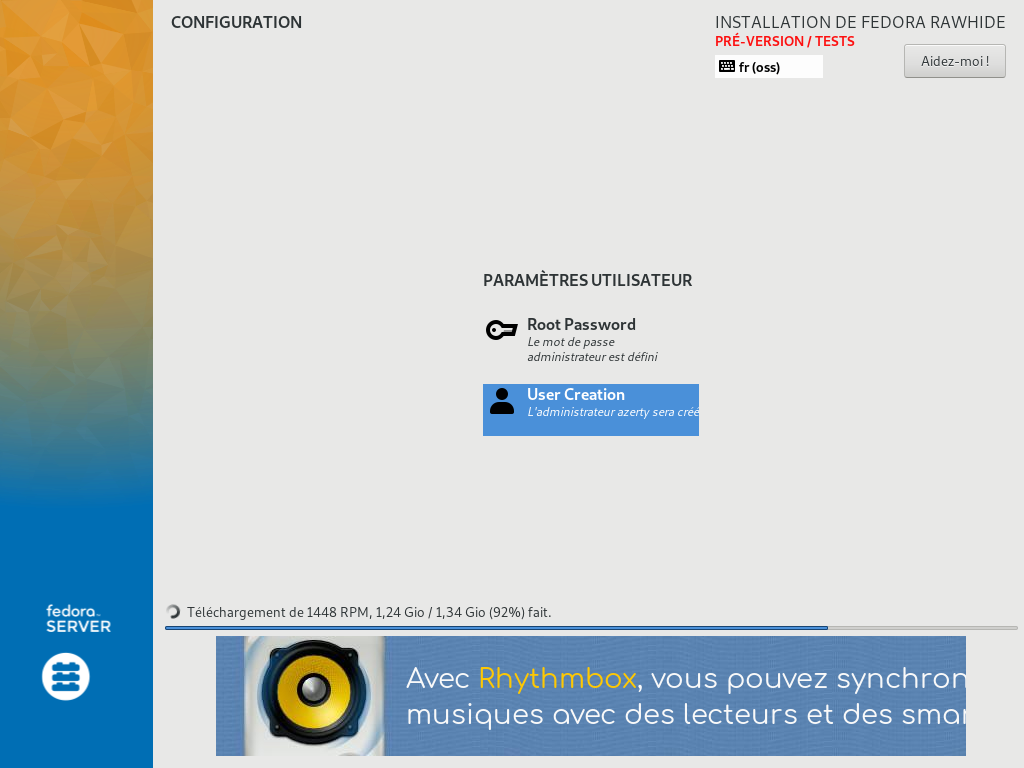 CONFIGURATION
INSTALLATION DE FEDORA RAWHIDE
PRÉ-VERSION / TESTS
fr (oss)
Aidez-moi !
PARAMÈTRES UTILISATEUR
Root Password
Le mot de passe
administrateur est défini
User Creation
L'administrateur azerty sera créé
fedora
SERVER
Téléchargement de 1448 RPM, 1,24 Gio / 1,34 Gio (92%) fait.
Avec Rhythmbox, vous pouvez synchron
musiques avec des lecteurs et des smar